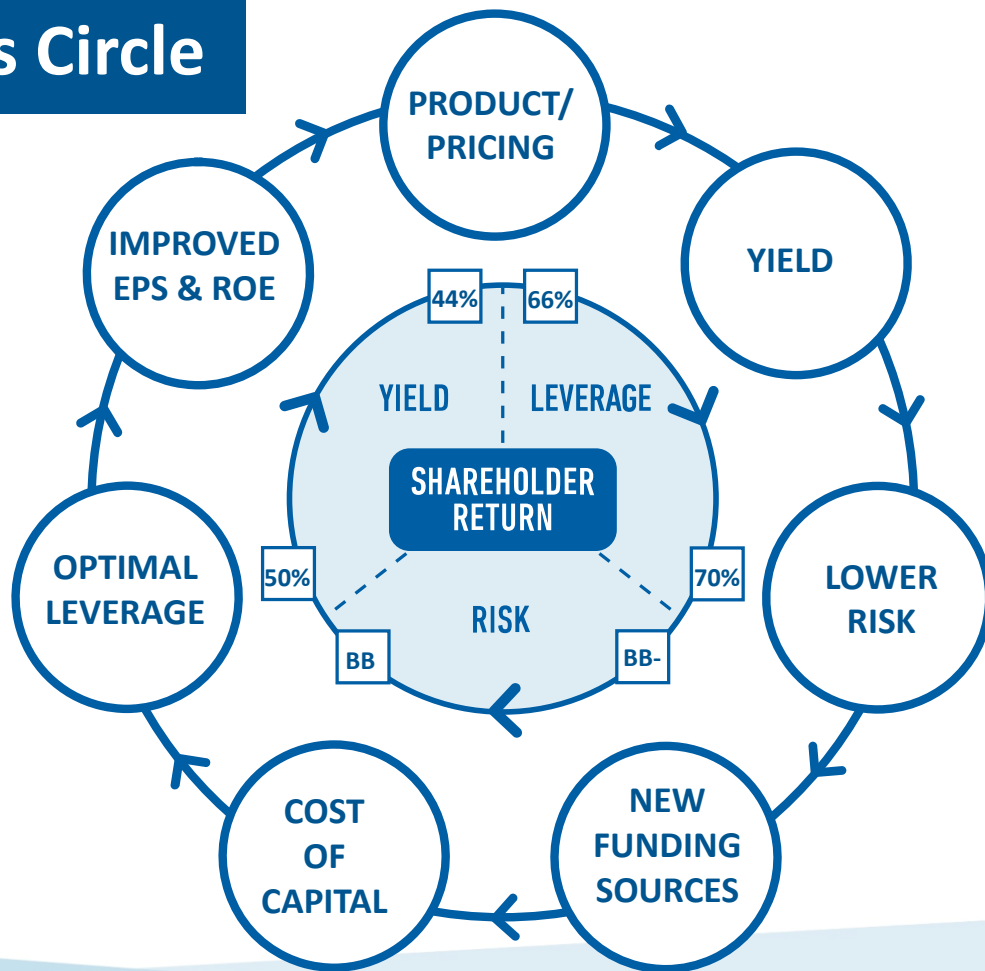 s Circle
PRODUCT/
PRICING
YIELD
LOWER
RISK
NEW
FUNDING
SOURCES
COST
OF
CAPITAL
OPTIMAL
LEVERAGE
IMPROVED
EPS & ROE
44%
66%
YIELD
LEVERAGE
SHAREHOLDER
RETURN
50%
70%
RISK
BB
BB-